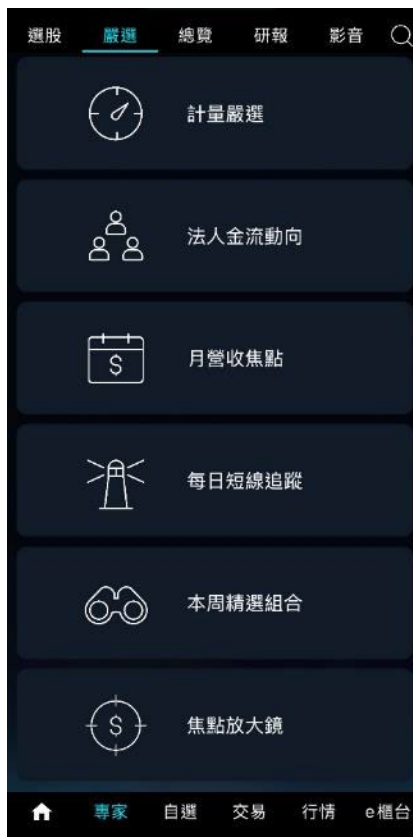 選股 嚴選 總覽 研報 影音
計量嚴選
法人金流動向
月營收焦點
每日短線追蹤
本周精選組合
焦點放大鏡
專家 自選 交易 行情 e櫃台